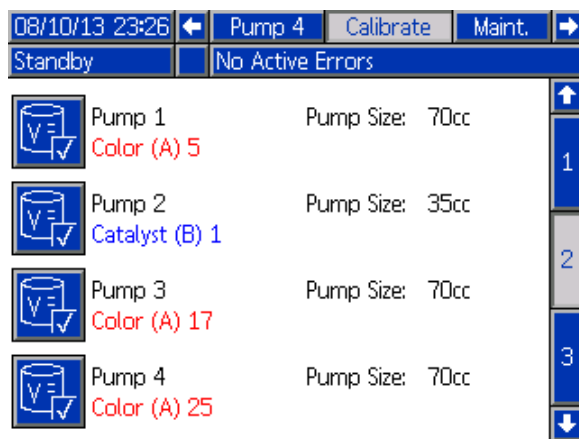 08/10/13 23:26 Pump 4 Calibrate Maint.
Standby No Active Errors
Pump 1 Pump Size: 70cc
Color (A) 5
1
Pump 2 Pump Size: 35cc
Catalyst (B) 1
2
Pump 3 Pump Size: 70cc
Color (A) 17
3
Pump 4 Pump Size: 70cc
Color (A) 25